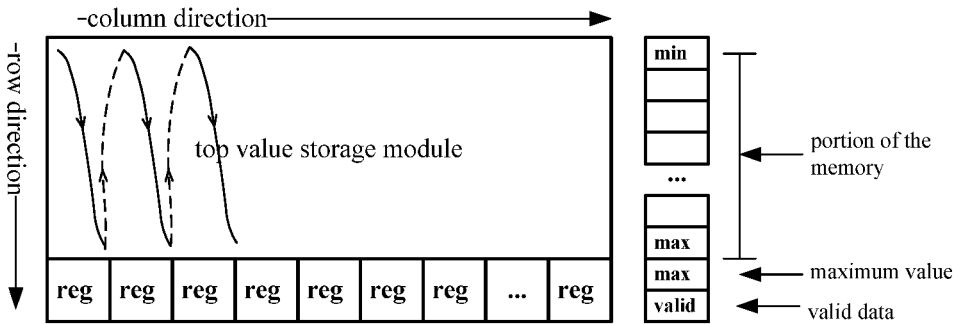 column direction
row direction
top value storage module
reg reg reg reg reg reg reg ... reg
min
...
max
max
valid
portion of the
memory
maximum value
valid data